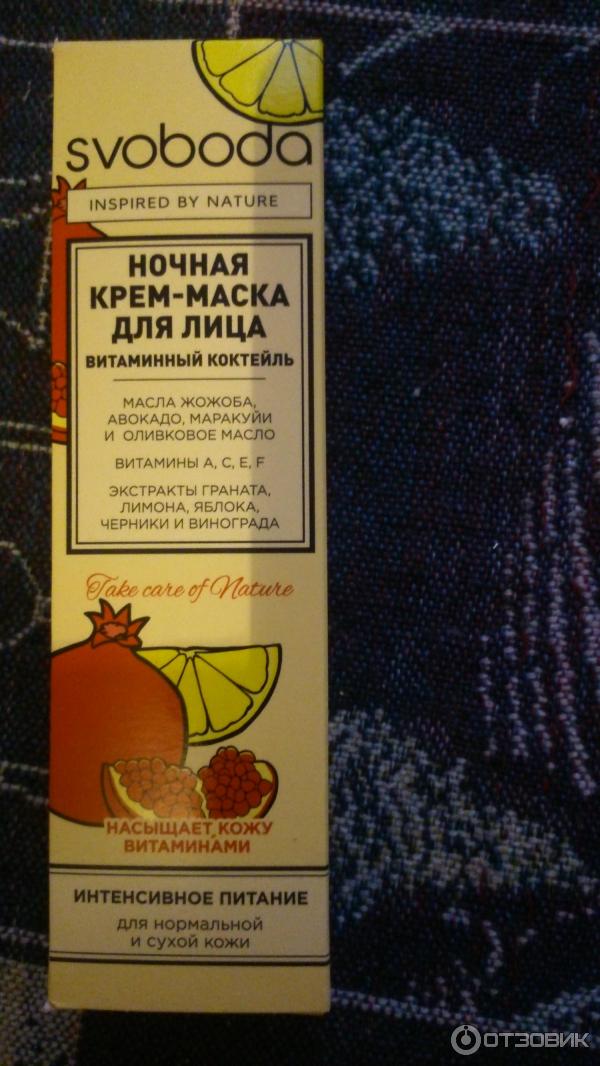 svoboda
INSPIRED BY NATURE
НОЧНАЯ
КРЕМ-МАСКА
ДЛЯ ЛИЦА
ВИТАМИННЫЙ КОКТЕЙЛЬ
МАСЛА ЖОЖОБА,
АВОКАДО, МАРАКУЙИ
И ОЛИВКОВОЕ МАСЛО
ВИТАМИНЫ А, С, Е, F
ЭКСТРАКТЫ ГРАНАТА,
ЛИМОНА, ЯБЛОКА,
ЧЕРНИКИ И ВИНОГРАДА
Take care of Nature
НАСЫЩАЕТ КОЖУ
ВИТАМИНАМИ
ИНТЕНСИВНОЕ ПИТАНИЕ
для нормальной
и сухой кожи
ОТЗОВИК